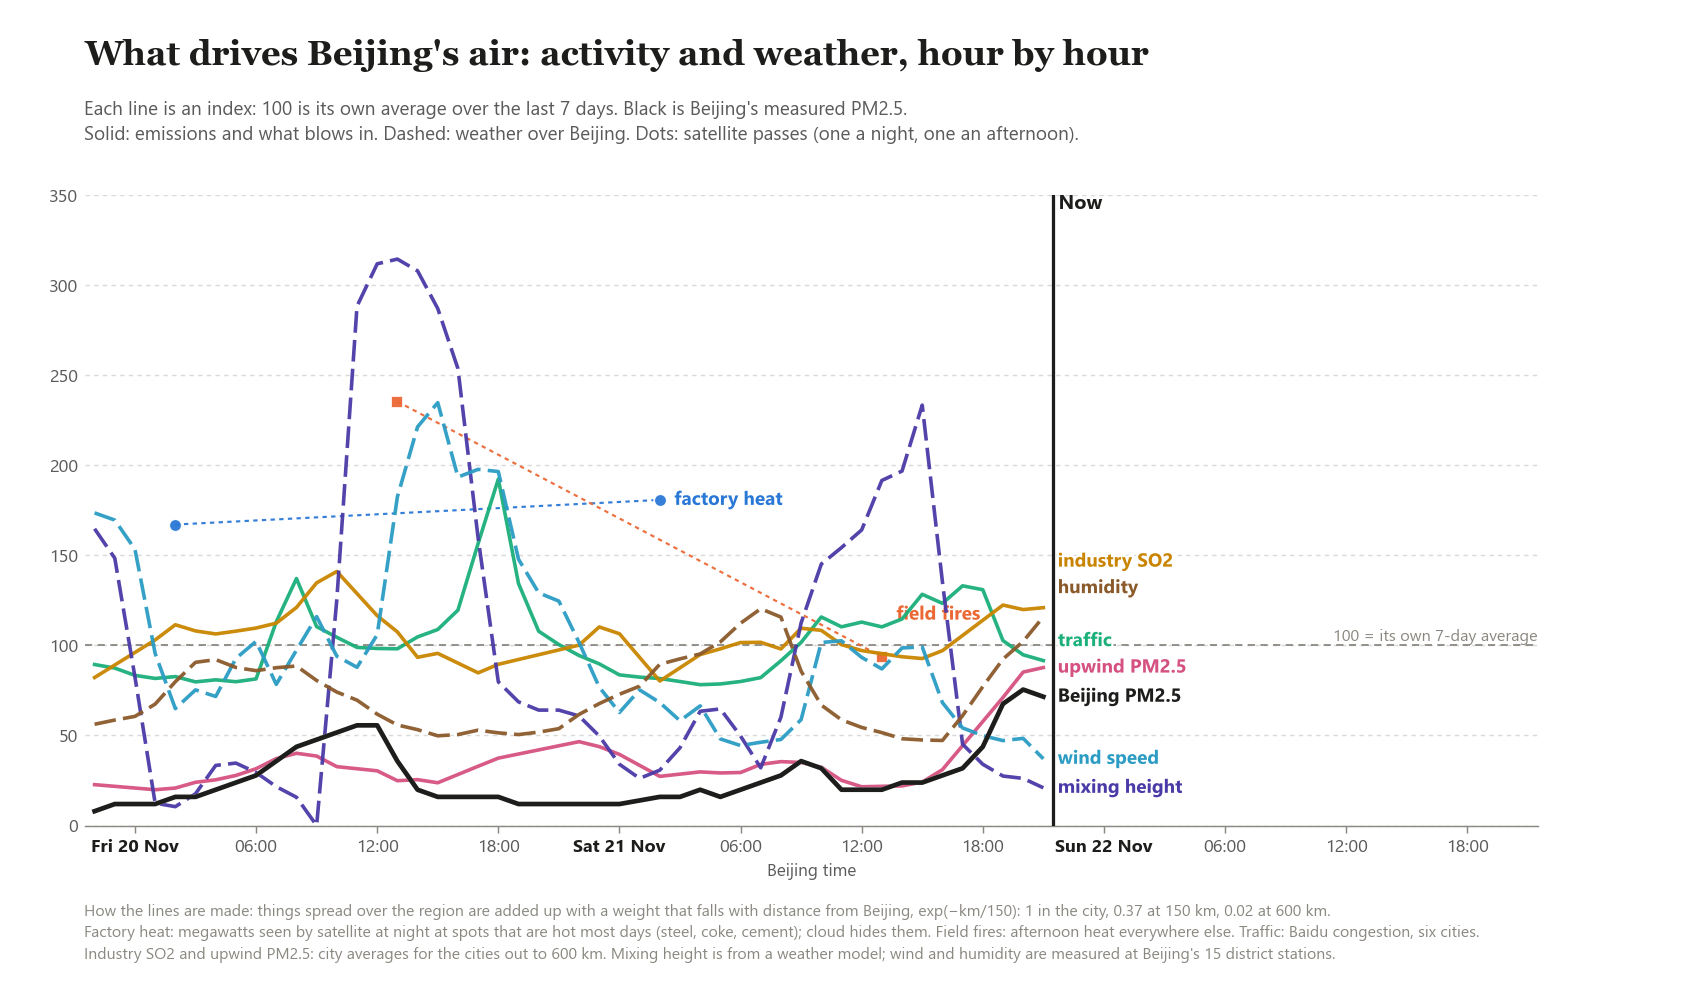 What drives Beijing's air: activity and weather, hour by hour
Each line is an index: 100 is its own average over the last 7 days. Black is Beijing's measured PM2.5.
Solid: emissions and what blows in. Dashed: weather over Beijing. Dots: satellite passes (one a night, one an afternoon).
350
Now
300
250
200
factory heat
150
industry SO2
humidity
field fires
100
traffic
100 = its own 7-day average
upwind PM2.5
Beijing PM2.5
50
wind speed
mixing height
0
Fri 20 Nov 06:00 12:00 18:00 Sat 21 Nov 06:00 12:00 18:00 Sun 22 Nov 06:00 12:00 18:00
Beijing time
How the lines are made: things spread over the region are added up with a weight that falls with distance from Beijing, exp(−km/150): 1 in the city, 0.37 at 150 km, 0.02 at 600 km.
Factory heat: megawatts seen by satellite at night at spots that are hot most days (steel, coke, cement); cloud hides them. Field fires: afternoon heat everywhere else. Traffic: Baidu congestion, six cities.
Industry SO2 and upwind PM2.5: city averages for the cities out to 600 km. Mixing height is from a weather model; wind and humidity are measured at Beijing's 15 district stations.